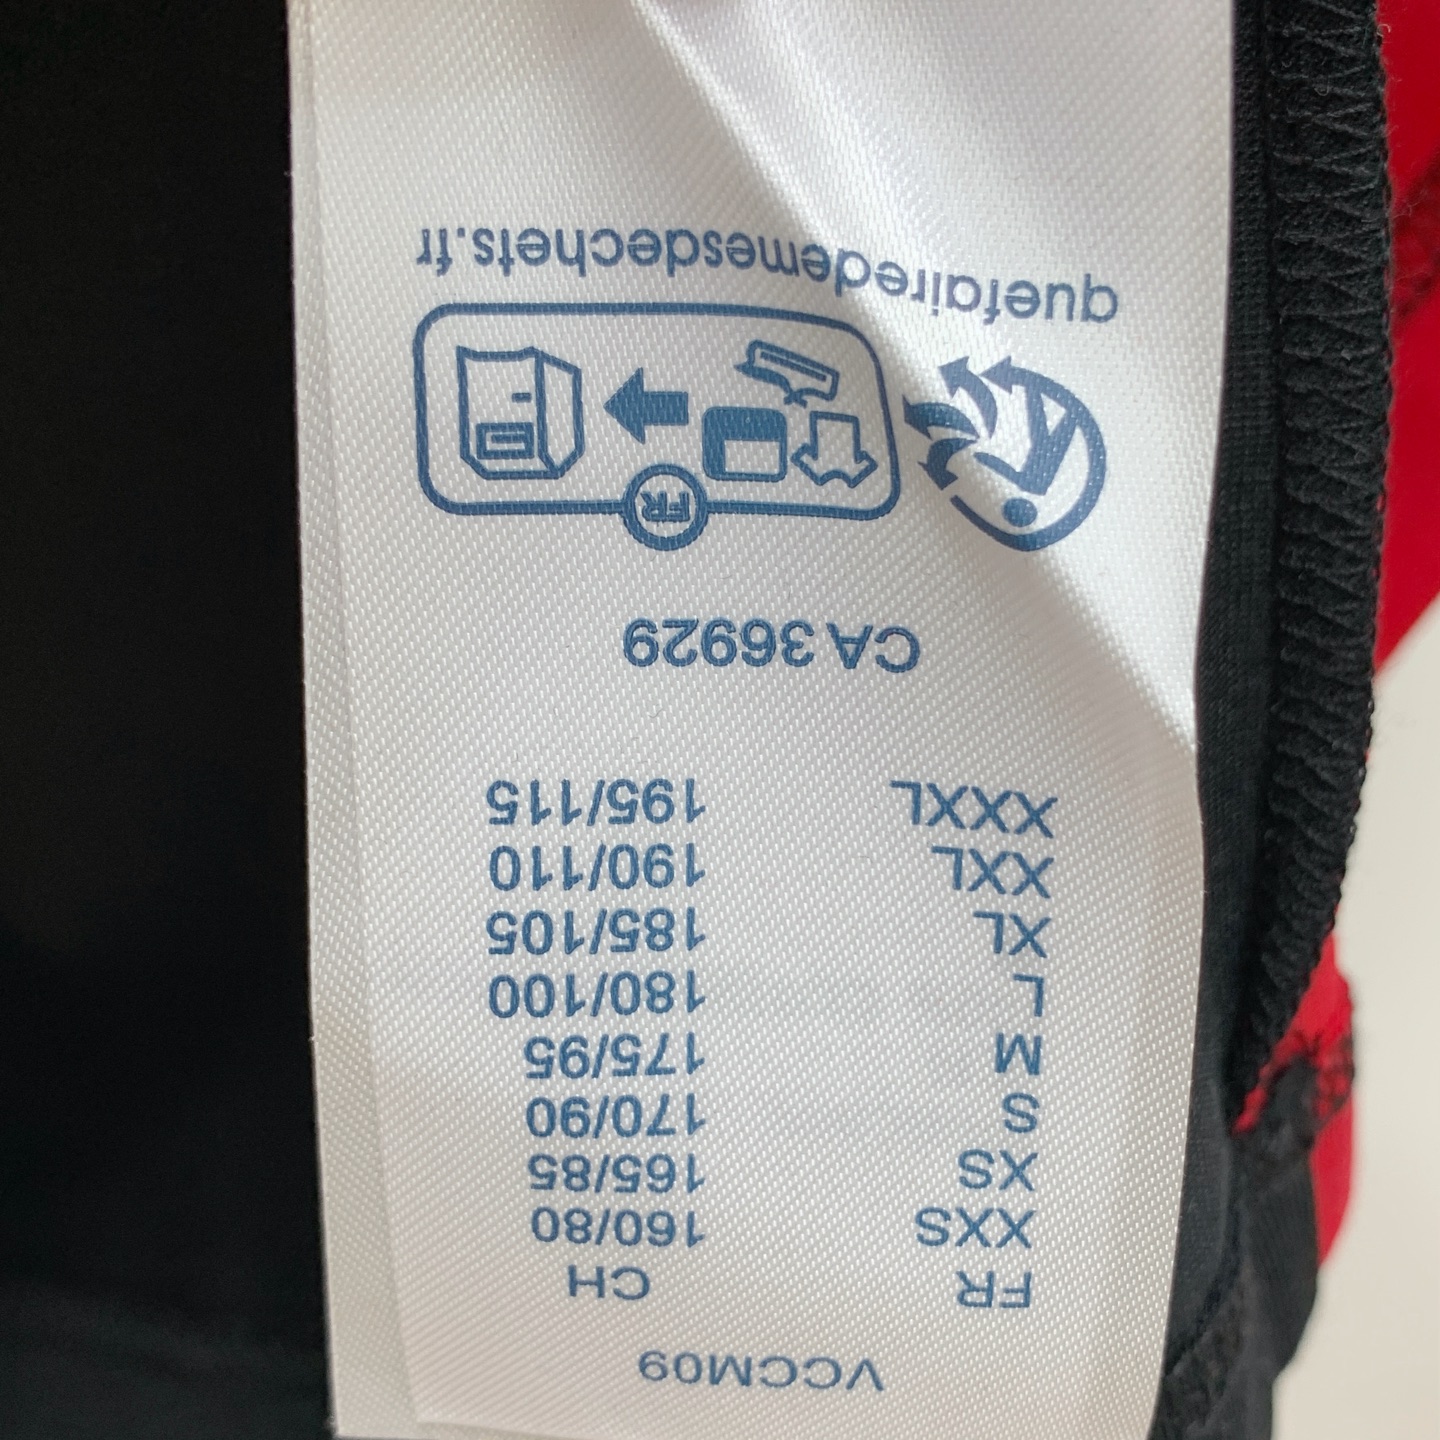 VCCM09
FR CH
XXS 160/80
XS 165/85
S 170/90
M 175/95
L 180/100
XL 185/105
XXL 190/110
XXXL 195/115
CA 36929
FR
quefairedemesdechets.fr